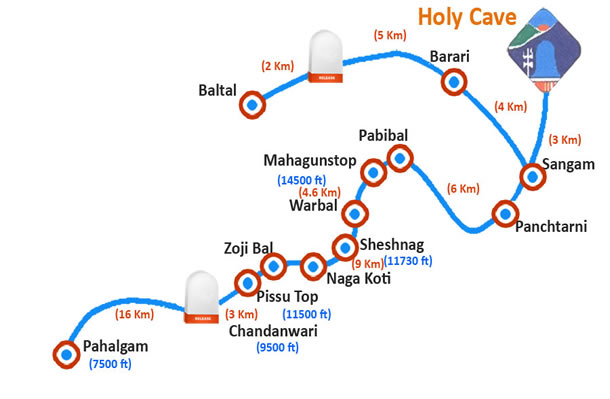 Holy Cave
(5 Km)
(2 Km)
RELEASE
Barari
Baltal
(4 Km)
Pabibal
(3 Km)
Mahagunstop
Sangam
(14500 ft)
(4.6 Km)
(6 Km)
Warbal
Panchtarni
Zoji Bal
Sheshnag
(9 Km)
(11730 ft)
Naga Koti
Pissu Top
(16 Km)
(3 Km)
(11500 ft)
RELEASE
Chandanwari
(9500 ft)
Pahalgam
(7500 ft)